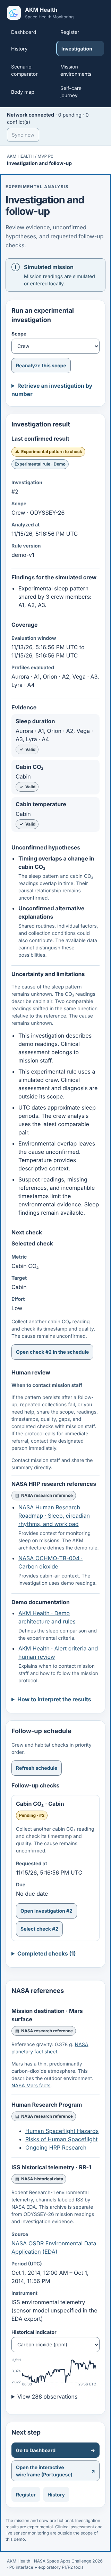 AKM Health
Space Health Monitoring
Dashboard
Register
History
Investigation
Scenario
comparator
Mission
environments
Body map
Self-care
journey
Network connected · 0 pending · 0
conflict(s)
Sync now
AKM HEALTH / MVP P0
Investigation and follow-up
EXPERIMENTAL ANALYSIS
Investigation and
follow-up
Review evidence, unconfirmed
hypotheses, and requested follow-up
checks.
Simulated mission
Mission readings are simulated
or entered locally.
Run an experimental
investigation
Scope
Crew
Reanalyze this scope
Retrieve an investigation by
number
Investigation result
Last confirmed result
Experimental pattern to check
Experimental rule · Demo
Investigation
#2
Scope
Crew · ODYSSEY-26
Analyzed at
11/15/26, 5:16:56 PM UTC
Rule version
demo-v1
Findings for the simulated crew
Experimental sleep pattern
shared by 3 crew members:
A1, A2, A3.
Coverage
Evaluation window
11/13/26, 5:16:56 PM UTC to
11/15/26, 5:16:56 PM UTC
Profiles evaluated
Aurora · A1, Orion · A2, Vega · A3,
Lyra · A4
Evidence
Sleep duration
Aurora · A1, Orion · A2, Vega ·
A3, Lyra · A4
Valid
Cabin CO₂
Cabin
Valid
Cabin temperature
Cabin
Valid
Unconfirmed hypotheses
Timing overlaps a change in
cabin CO₂
The sleep pattern and cabin CO₂
readings overlap in time. Their
causal relationship remains
unconfirmed.
Unconfirmed alternative
explanations
Shared routines, individual factors,
and collection conditions could
also contribute. The available data
cannot distinguish these
possibilities.
Uncertainty and limitations
The cause of the sleep pattern
remains unknown. The CO₂ readings
describe cabin air. Two comparable
readings shifted in the same direction
relative to the reference. The cause
remains unknown.
This investigation describes
demo readings. Clinical
assessment belongs to
mission staff.
This experimental rule uses a
simulated crew. Clinical
assessment and diagnosis are
outside its scope.
UTC dates approximate sleep
periods. The crew analysis
uses the latest comparable
pair.
Environmental overlap leaves
the cause unconfirmed.
Temperature provides
descriptive context.
Suspect readings, missing
references, and incompatible
timestamps limit the
environmental evidence. Sleep
findings remain available.
Next check
Selected check
Metric
Cabin CO₂
Target
Cabin
Effort
Low
Collect another cabin CO₂ reading
and check its timestamp and quality.
The cause remains unconfirmed.
Open check #2 in the schedule
Human review
When to contact mission staff
If the pattern persists after a follow-
up, repeated collections fail, or you
need help, send the scope, readings,
timestamps, quality, gaps, and
completed checks with mission staff.
If the protocol calls for immediate
referral, contact the designated
person immediately.
Contact mission staff and share the
summary directly.
NASA HRP research references
NASA research reference
NASA Human Research
Roadmap · Sleep, circadian
rhythms, and workload
Provides context for monitoring
sleep on missions. The AKM
architecture defines the demo rule.
NASA OCHMO-TB-004 ·
Carbon dioxide
Provides cabin air context. The
investigation uses demo readings.
Demo documentation
AKM Health · Demo
architecture and rules
Defines the sleep comparison and
the experimental criteria.
AKM Health · Alert criteria and
human review
Explains when to contact mission
staff and how to follow the mission
protocol.
How to interpret the results
Follow-up schedule
Crew and habitat checks in priority
order.
Refresh schedule
Follow-up checks
Cabin CO₂ · Cabin
Pending · #2
Collect another cabin CO₂ reading
and check its timestamp and
quality. The cause remains
unconfirmed.
Requested at
11/15/26, 5:16:56 PM UTC
Due
No due date
Open investigation #2
Select check #2
Completed checks (1)
NASA references
Mission destination · Mars
surface
NASA research reference
Reference gravity: 0.378 g. NASA
planetary fact sheet.
Mars has a thin, predominantly
carbon-dioxide atmosphere. This
describes the outdoor environment.
NASA Mars facts.
Human Research Program
NASA research reference
Human Spaceflight Hazards
Risks of Human Spaceflight
Ongoing HRP Research
ISS historical telemetry · RR-1
NASA historical data
Rodent Research-1 environmental
telemetry, channels labeled ISS by
NASA EDA. This archive is separate
from ODYSSEY-26 mission readings
and investigation evidence.
Source
NASA OSDR Environmental Data
Application (EDA)
Period (UTC)
Oct 1, 2014, 12:00 AM – Oct 1,
2014, 11:56 PM
Instrument
ISS environmental telemetry
(sensor model unspecified in the
EDA export)
Historical indicator
Carbon dioxide [ppm]
View 288 observations
Next step
Go to Dashboard
Open the interactive
wireframe (Portuguese)
Register
History
The mission and crew are fictional. Investigation
results are experimental. Clinical assessment and
live sensor monitoring are outside the scope of
this demo.
AKM Health · NASA Space Apps Challenge 2026
· P0 interface + exploratory P1/P2 tools